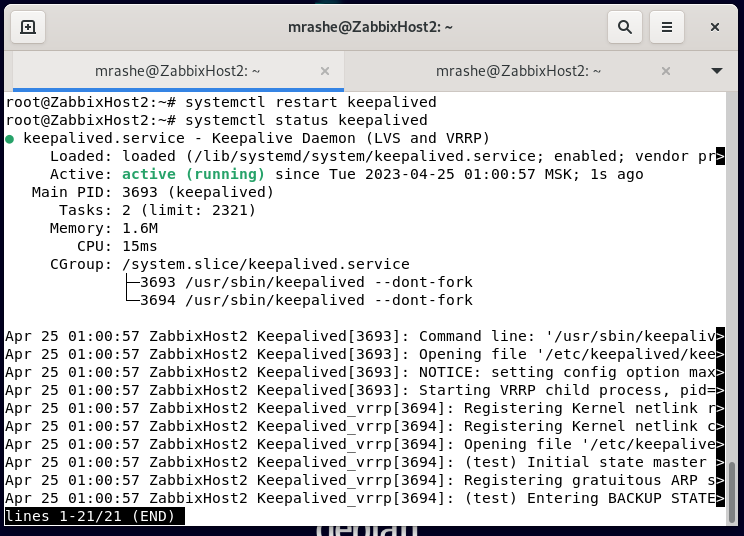 mrashe@ZabbixHost2: ~
mrashe@ZabbixHost2: ~ × mrashe@ZabbixHost2: ~ ×
root@ZabbixHost2:~# systemctl restart keepalived
root@ZabbixHost2:~# systemctl status keepalived
● keepalived.service - Keepalive Daemon (LVS and VRRP)
     Loaded: loaded (/lib/systemd/system/keepalived.service; enabled; vendor pr>
     Active: active (running) since Tue 2023-04-25 01:00:57 MSK; 1s ago
   Main PID: 3693 (keepalived)
      Tasks: 2 (limit: 2321)
     Memory: 1.6M
        CPU: 15ms
     CGroup: /system.slice/keepalived.service
             ├─3693 /usr/sbin/keepalived --dont-fork
             └─3694 /usr/sbin/keepalived --dont-fork
Apr 25 01:00:57 ZabbixHost2 Keepalived[3693]: Command line: '/usr/sbin/keepaliv>
Apr 25 01:00:57 ZabbixHost2 Keepalived[3693]: Opening file '/etc/keepalived/kee>
Apr 25 01:00:57 ZabbixHost2 Keepalived[3693]: NOTICE: setting config option max>
Apr 25 01:00:57 ZabbixHost2 Keepalived[3693]: Starting VRRP child process, pid=>
Apr 25 01:00:57 ZabbixHost2 Keepalived_vrrp[3694]: Registering Kernel netlink r>
Apr 25 01:00:57 ZabbixHost2 Keepalived_vrrp[3694]: Registering Kernel netlink c>
Apr 25 01:00:57 ZabbixHost2 Keepalived_vrrp[3694]: Opening file '/etc/keepalive>
Apr 25 01:00:57 ZabbixHost2 Keepalived_vrrp[3694]: (test) Initial state master >
Apr 25 01:00:57 ZabbixHost2 Keepalived_vrrp[3694]: Registering gratuitous ARP s>
Apr 25 01:00:57 ZabbixHost2 Keepalived_vrrp[3694]: (test) Entering BACKUP STATE>
lines 1-21/21 (END)
debian